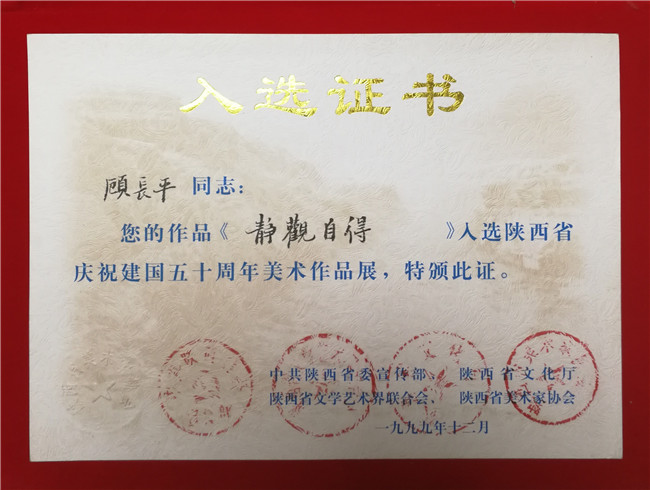 入选证书
顾長平 同志：
您的作品《静觀自得》入选陕西省
庆祝建国五十周年美术作品展，特颁此证。
中共陕西省委宣传部、 陕西省文化厅
陕西省文学艺术界联合会、 陕西省美术家协会
一九九九年十二月